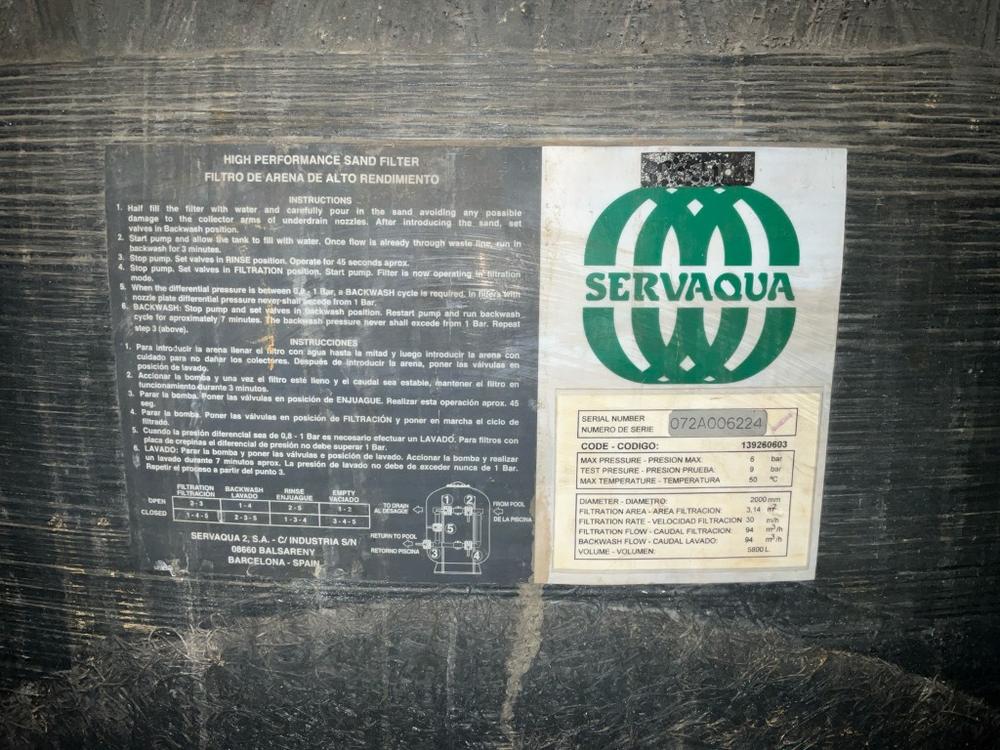 HIGH PERFORMANCE SAND FILTER
FILTRO DE ARENA DE ALTO RENDIMIENTO
INSTRUCTIONS
1. Half fill the filter with water and carefully pour in the sand avoiding any possible
damage to the collector arms of underdrain nozzles. After introducing the sand, set
valves in Backwash position.
2. Start pump and allow the tank to fill with water. Once flow is already through waste line, run in
backwash for 3 minutes.
3. Stop pump. Set valves in RINSE position. Operate for 45 seconds aprox.
4. Stop pump. Set valves in FILTRATION position. Start pump. Filter is now operating in filtration
mode.
5. When the differential pressure is between 0,8 - 1 Bar, a BACKWASH cycle is required. In filters with
nozzle plate differential pressure never shall excede from 1 Bar.
6. BACKWASH: Stop pump and set valves in backwash position. Restart pump and run backwash
cycle for aproximately 7 minutes. The backwash pressure never shall excede from 1 Bar. Repeat
step 3 (above).
INSTRUCCIONES
1. Para introducir la arena llenar el filtro con agua hasta la mitad y luego introducir la arena con
cuidado para no dañar los colectores. Después de introducir la arena, poner las válvulas en
posición de lavado.
2. Accionar la bomba y una vez el filtro esté lleno y el caudal sea estable, mantener el filtro en
funcionamiento durante 3 minutos.
3. Parar la bomba. Poner las válvulas en posición de ENJUAGUE. Realizar esta operación aprox. 45
seg.
4. Parar la bomba. Poner las válvulas en posición de FILTRACIÓN y poner en marcha el ciclo de
filtrado.
5. Cuando la presión diferencial sea de 0,8 - 1 Bar es necesario efectuar un LAVADO. Para filtros con
placa de crepinas el diferencial de presión no debe superar 1 Bar.
6. LAVADO: Parar la bomba y poner las válvulas e posición de lavado. Accionar la bomba y realizar
un lavado durante 7 minutos aprox. La presión de lavado no debe de exceder nunca de 1 Bar.
Repetir el proceso a partir del punto 3.
FILTRATION BACKWASH RINSE EMPTY
FILTRACIÓN LAVADO ENJUAGUE VACIADO
OPEN 2-3 1-4 2-5 1-2
CLOSED 1-4-5 2-3-5 1-3-4 3-4-5
TO DRAIN
AL DESAGÜE
FROM POOL
DE LA PISCINA
RETURN TO POOL
RETORNO PISCINA
1 2
5
3 4
SERVAQUA 2, S.A. - C/ INDUSTRIA S/N
08660 BALSARENY
BARCELONA - SPAIN
SERVAQUA
SERIAL NUMBER
NUMERO DE SERIE
072A006224
CODE - CODIGO: 139260603
MAX PRESSURE - PRESION MAX. 6 bar
TEST PRESURE - PRESION PRUEBA: 9 bar
MAX TEMPERATURE - TEMPERATURA 50 ºC
DIAMETER - DIAMETRO: 2000 mm
FILTRATION AREA - AREA FILTRACION: 3,14 m²
FILTRATION RATE - VELOCIDAD FILTRACION 30 m/h
FILTRATION FLOW - CAUDAL FILTRACION: 94 m³/h
BACKWASH FLOW - CAUDAL LAVADO: 94 m³/h
VOLUME - VOLUMEN: 5800 L